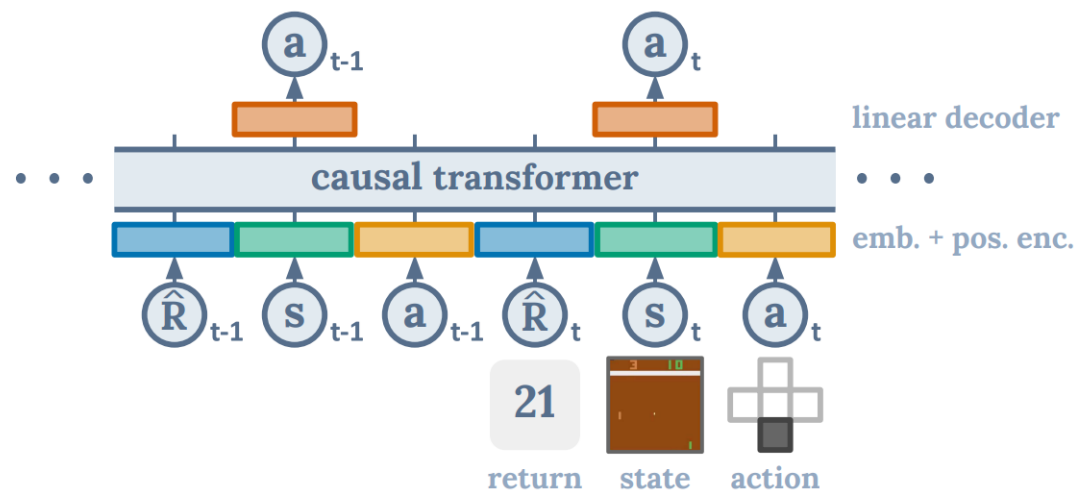 a t-1 a t
linear decoder
causal transformer
emb. + pos. enc.
R̂ t-1 s t-1 a t-1 R̂ t s t a t
3 10
21
return state action